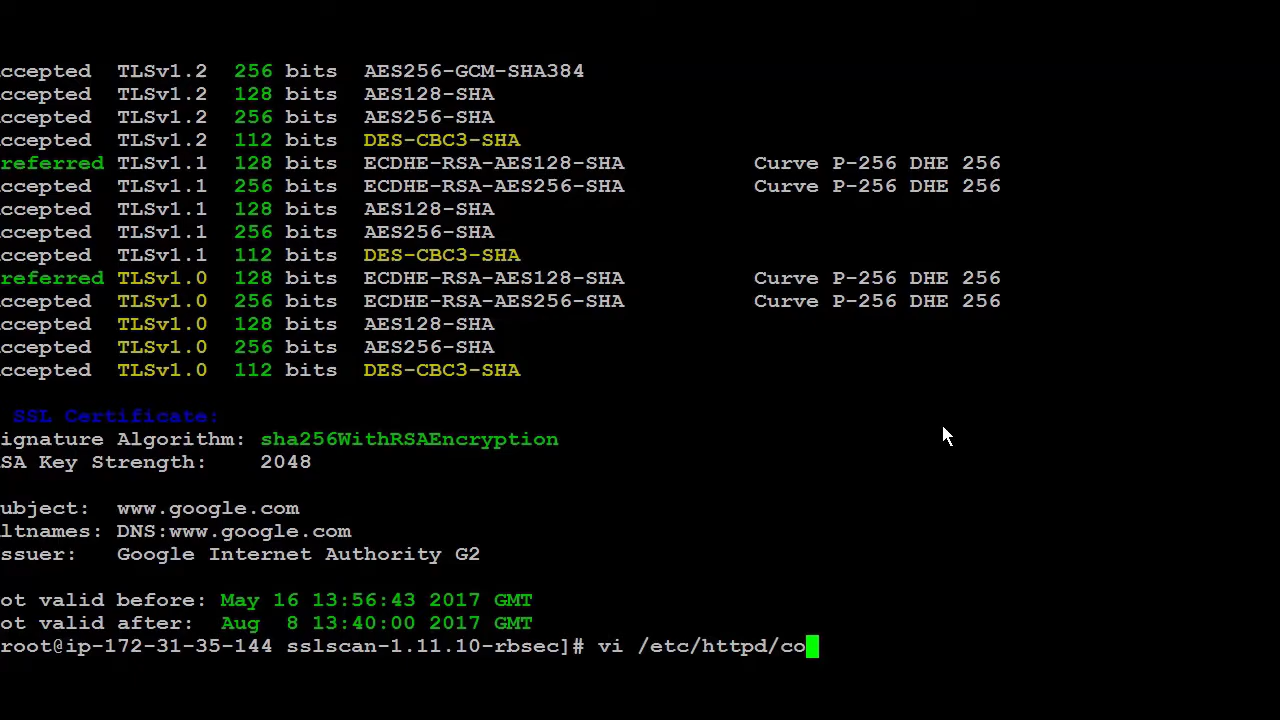 ccepted TLSv1.2 256 bits AES256-GCM-SHA384
ccepted TLSv1.2 128 bits AES128-SHA
ccepted TLSv1.2 256 bits AES256-SHA
ccepted TLSv1.2 112 bits DES-CBC3-SHA
referred TLSv1.1 128 bits ECDHE-RSA-AES128-SHA Curve P-256 DHE 256
ccepted TLSv1.1 256 bits ECDHE-RSA-AES256-SHA Curve P-256 DHE 256
ccepted TLSv1.1 128 bits AES128-SHA
ccepted TLSv1.1 256 bits AES256-SHA
ccepted TLSv1.1 112 bits DES-CBC3-SHA
referred TLSv1.0 128 bits ECDHE-RSA-AES128-SHA Curve P-256 DHE 256
ccepted TLSv1.0 256 bits ECDHE-RSA-AES256-SHA Curve P-256 DHE 256
ccepted TLSv1.0 128 bits AES128-SHA
ccepted TLSv1.0 256 bits AES256-SHA
ccepted TLSv1.0 112 bits DES-CBC3-SHA
SSL Certificate:
ignature Algorithm: sha256WithRSAEncryption
SA Key Strength: 2048
ubject: www.google.com
ltnames: DNS:www.google.com
ssuer: Google Internet Authority G2
ot valid before: May 16 13:56:43 2017 GMT
ot valid after: Aug 8 13:40:00 2017 GMT
root@ip-172-31-35-144 sslscan-1.11.10-rbsec]# vi /etc/httpd/co